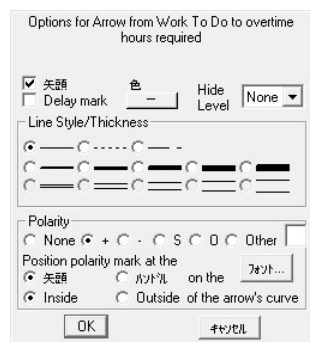 Options for Arrow from Work To Do to overtime
hours required
矢頭 色 Hide
Delay mark Level None
Line Style/Thickness
Polarity
None + - S O Other
Position polarity mark at the
矢頭 ハンドル on the フォント...
Inside Outside of the arrow's curve
OK キャンセル